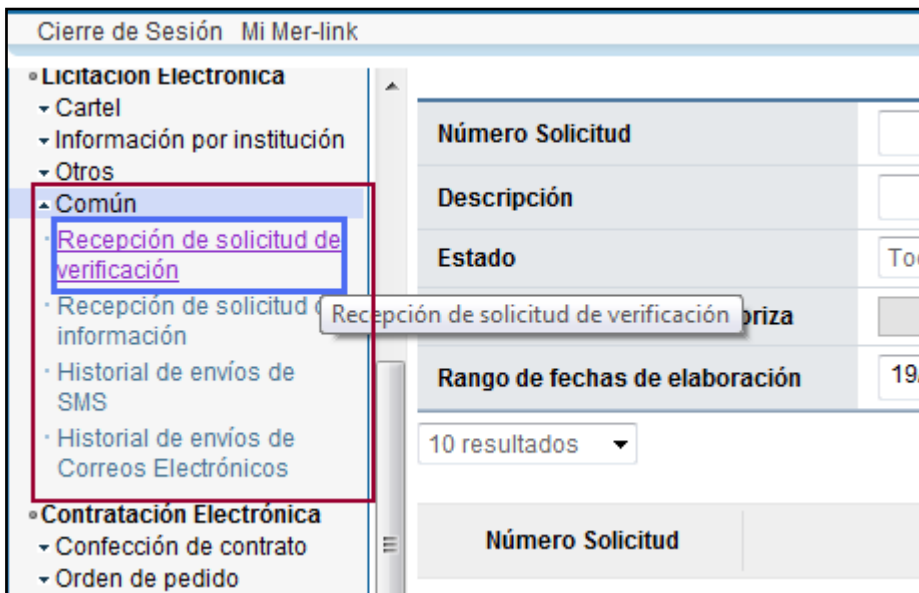 Cierre de Sesión Mi Mer-link
Licitación Electrónica
Cartel
Información por institución
Otros
Común
Recepción de solicitud de
verificación
Recepción de solicitud
información
Historial de envíos de
SMS
Historial de envíos de
Correos Electrónicos
Contratación Electrónica
Confección de contrato
Orden de pedido
Número Solicitud
Descripción
Estado
Recepción de solicitud de verificación
Rango de fechas de elaboración
19
10 resultados
Número Solicitud